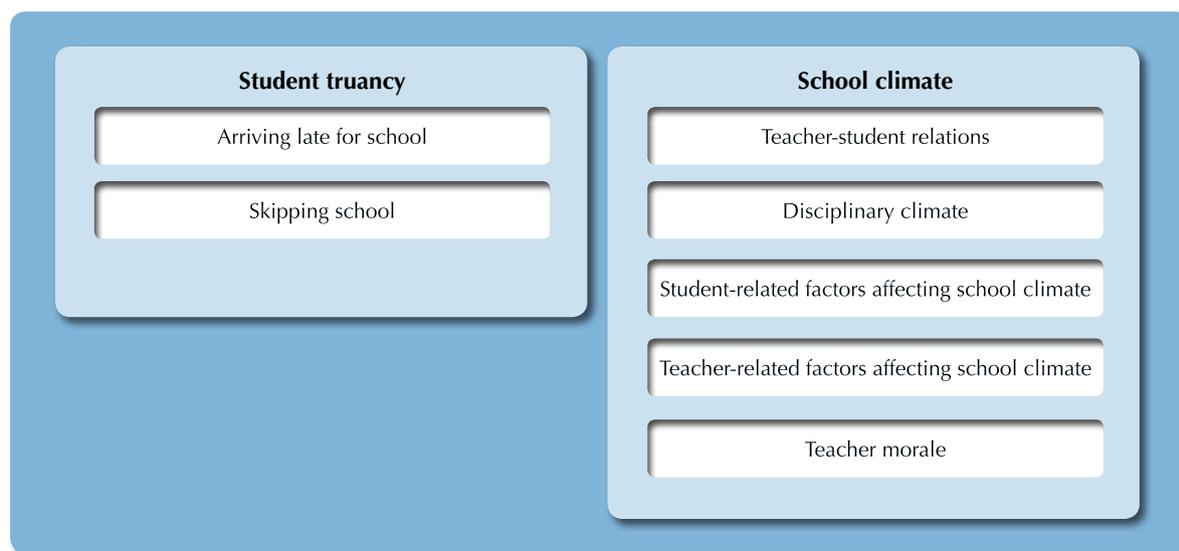 Student truancy
Arriving late for school
Skipping school
School climate
Teacher-student relations
Disciplinary climate
Student-related factors affecting school climate
Teacher-related factors affecting school climate
Teacher morale